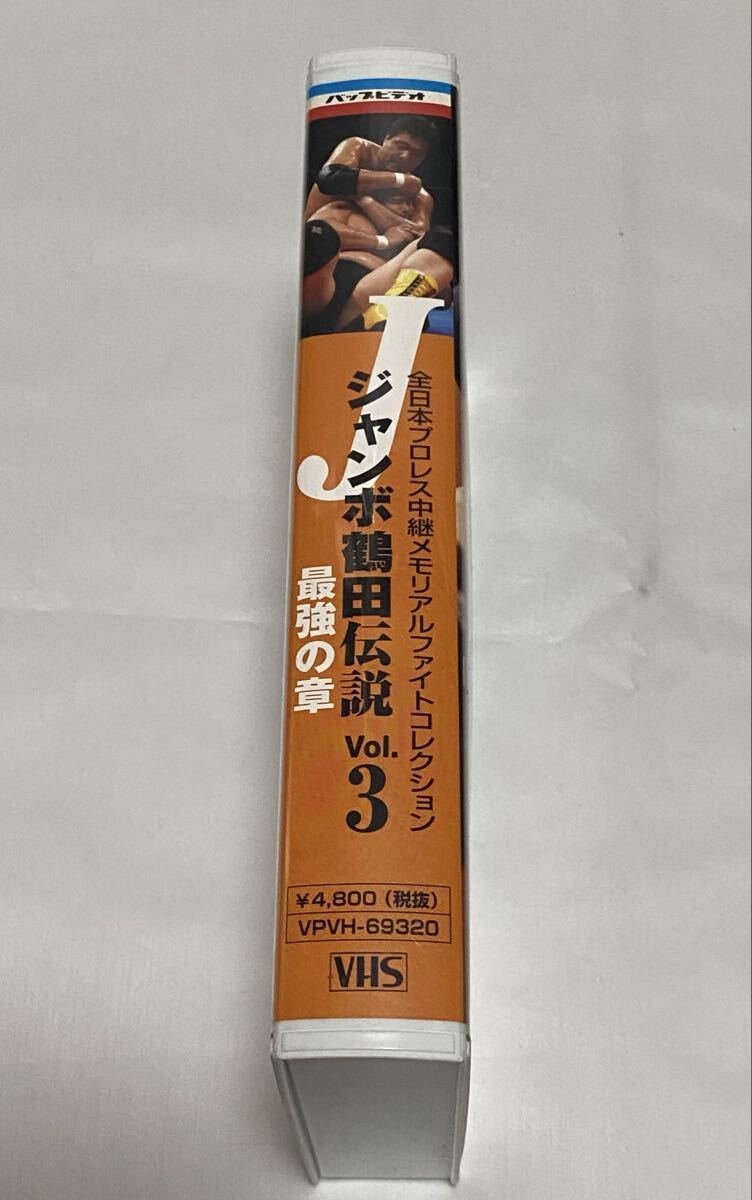 バップビデオ
J
全日本プロレス中継メモリアルファイトコレクション
ジャンボ鶴田伝説 Vol.3
最強の章
¥4,800（税抜）
VPVH-69320
VHS